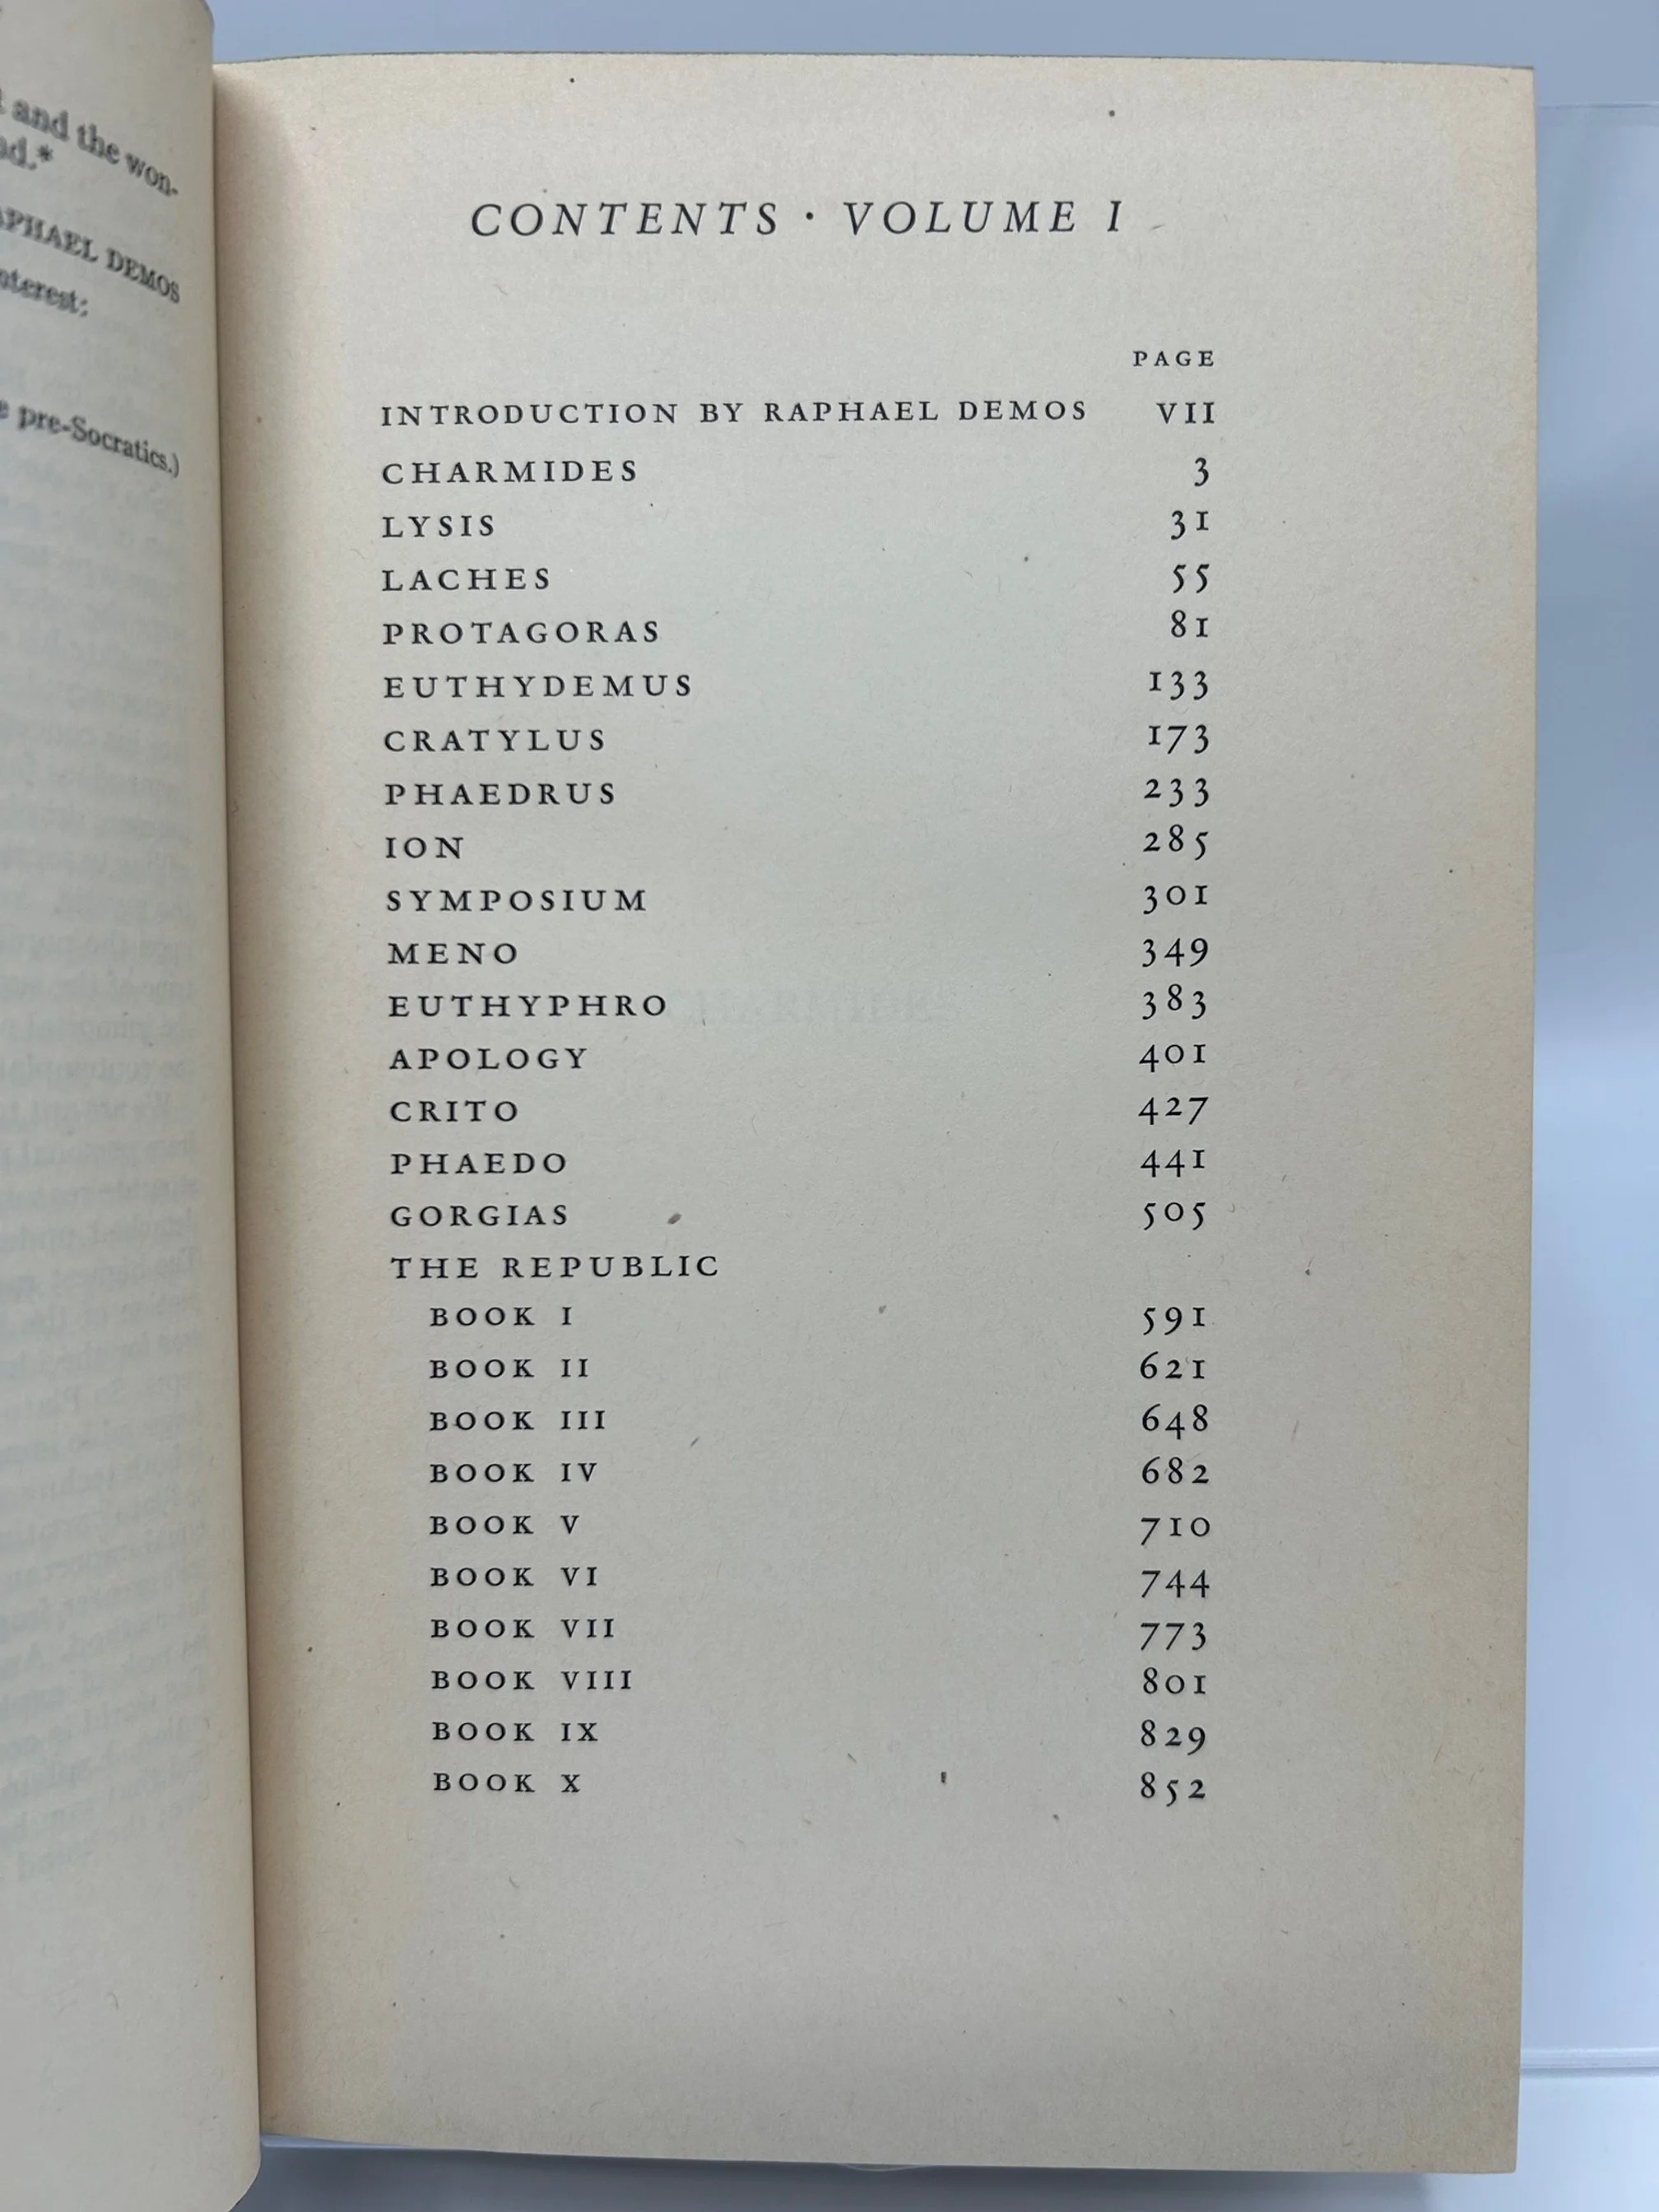 and the won-
d.*
RAPHAEL DEMOS
nterest;
e pre-Socratics.)
CONTENTS · VOLUME I
PAGE
INTRODUCTION BY RAPHAEL DEMOS VII
CHARMIDES 3
LYSIS 31
LACHES 55
PROTAGORAS 81
EUTHYDEMUS 133
CRATYLUS 173
PHAEDRUS 233
ION 285
SYMPOSIUM 301
MENO 349
EUTHYPHRO 383
APOLOGY 401
CRITO 427
PHAEDO 441
GORGIAS 505
THE REPUBLIC
BOOK I 591
BOOK II 621
BOOK III 648
BOOK IV 682
BOOK V 710
BOOK VI 744
BOOK VII 773
BOOK VIII 801
BOOK IX 829
BOOK X 852